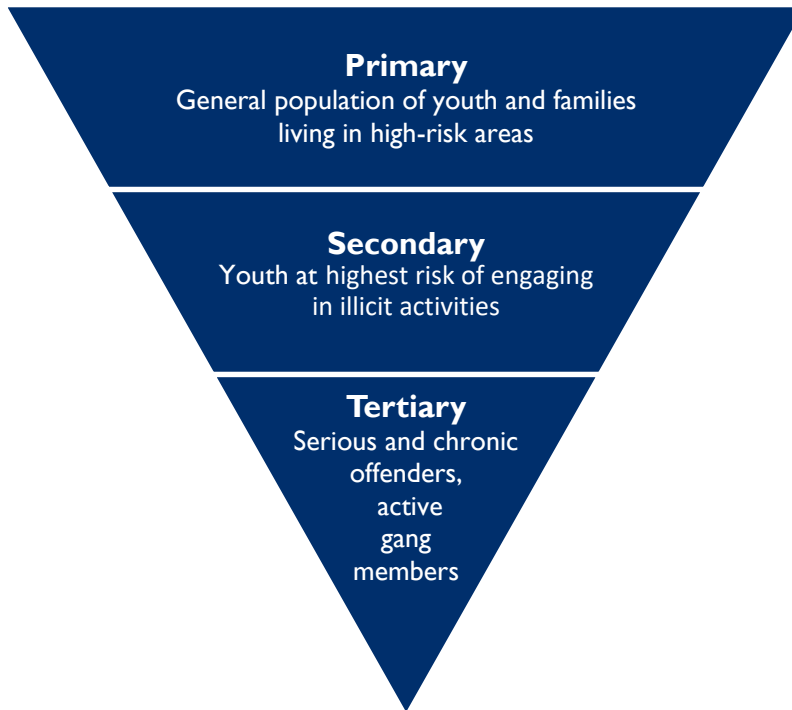 Primary
General population of youth and families
living in high-risk areas
Secondary
Youth at highest risk of engaging
in illicit activities
Tertiary
Serious and chronic
offenders,
active
gang
members